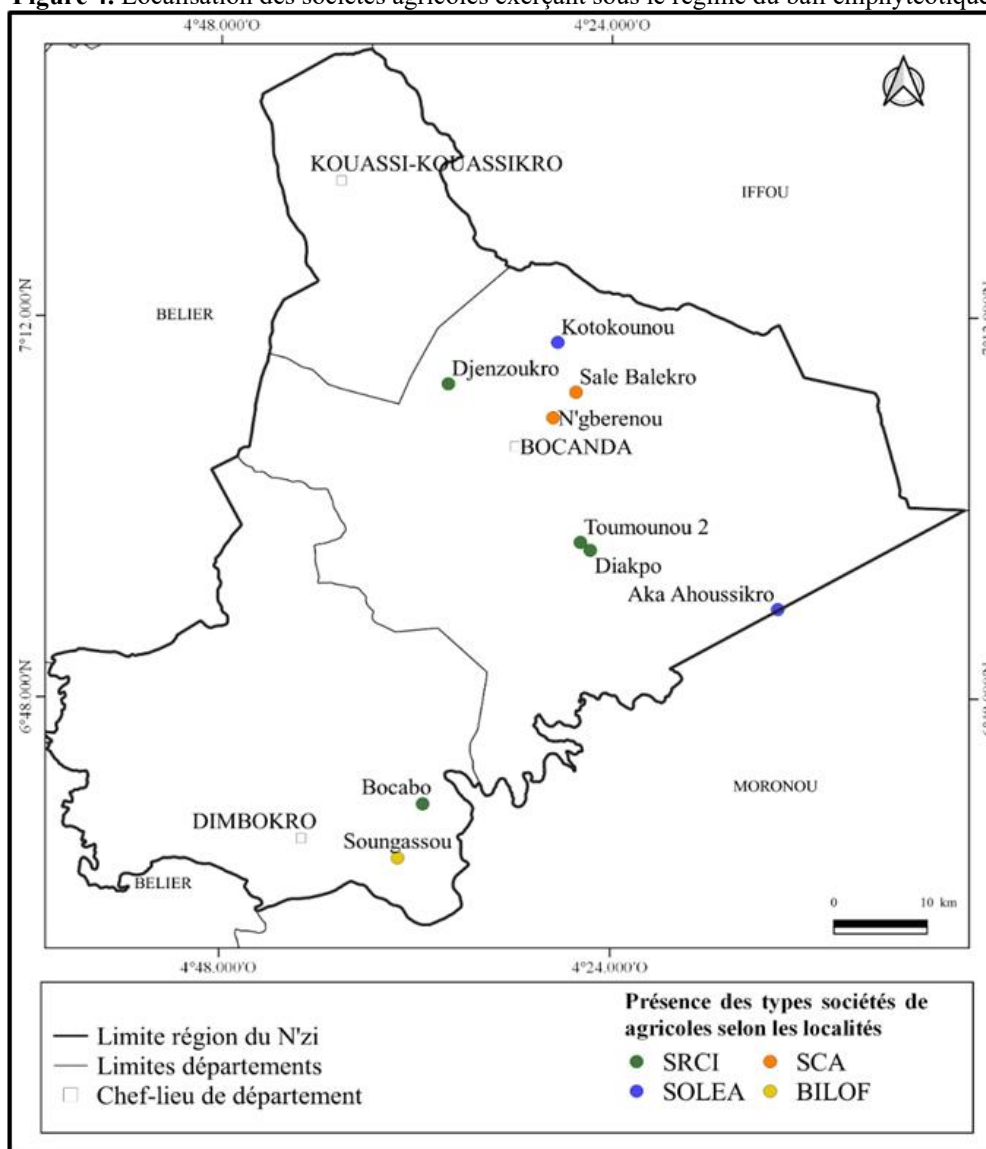 Figure 4. Localisation des sociétés agricoles exerçant sous le régime du bail emphytéotique
4°48.000'O 4°24.000'O
KOUASSI-KOUASSIKRO
IFFOU
BELIER
7°12.000'N
Kotokounou
Djenzoukro
Sale Balekro
N'gberenou
BOCANDA
Toumounou 2
Diakpo
Aka Ahoussikro
6°48.000'N
MORONOU
Bocabo
DIMBOKRO
Soungassou
BELIER
0 10 km
4°48.000'O 4°24.000'O
Limite région du N'zi
Limites départements
Chef-lieu de département
Présence des types sociétés de
agricoles selon les localités
SRCI SCA
SOLEA BILOF